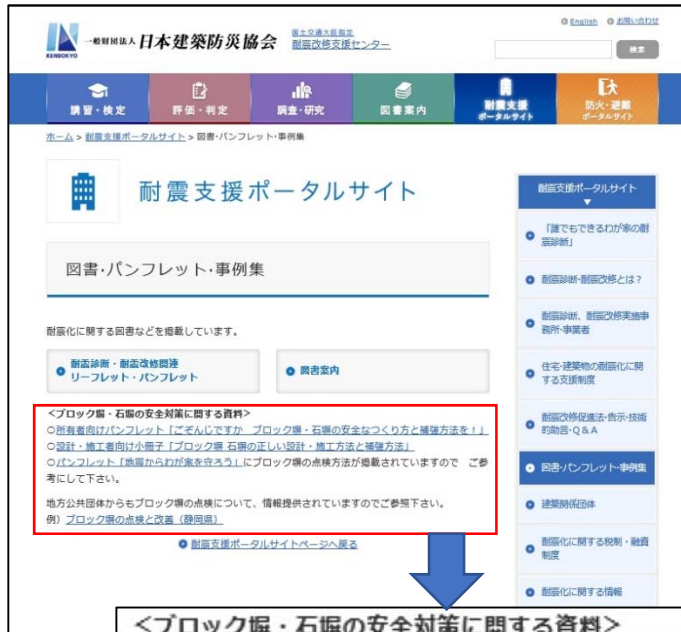 English お問い合わせ
一般財団法人 日本建築防災協会
KENBOKYO
国土交通大臣指定
耐震改修支援センター
検索
講習・検定 評価・判定 調査・研究 図書案内 耐震支援 防火・避難
ポータルサイト ポータルサイト
ホーム > 耐震支援ポータルサイト > 図書・パンフレット・事例集
耐震支援ポータルサイト
図書・パンフレット・事例集
耐震化に関する図書などを掲載しています。
耐震診断・耐震改修関連
リーフレット・パンフレット
図書案内
<ブロック塀・石塀の安全対策に関する資料>
○所有者向けパンフレット「ごぞんじですか ブロック塀・石塀の安全なつくり方と補強方法を!」
○設計・施工者向け小冊子「ブロック塀 石塀の正しい設計・施工方法と補強方法」
○パンフレット「地震からわが家を守ろう」にブロック塀の点検方法が掲載されていますので ご参
考にして下さい。
地方公共団体からもブロック塀の点検について、情報提供されていますのでご参照下さい。
例) ブロック塀の点検と改善(静岡県)
耐震支援ポータルサイトページへ戻る
耐震支援ポータルサイト
▼
「誰でもできるわが家の耐
震診断」
耐震診断・耐震改修とは?
耐震診断、耐震改修実施事
務所・事業者
住宅・建築物の耐震化に関
する支援制度
耐震改修促進法・告示・技術
的助言・Q&A
図書・パンフレット・事例集
建築関係団体
耐震化に関する税制・融資
制度
耐震化に関する情報
<ブロック塀・石塀の安全対策に関する資料>